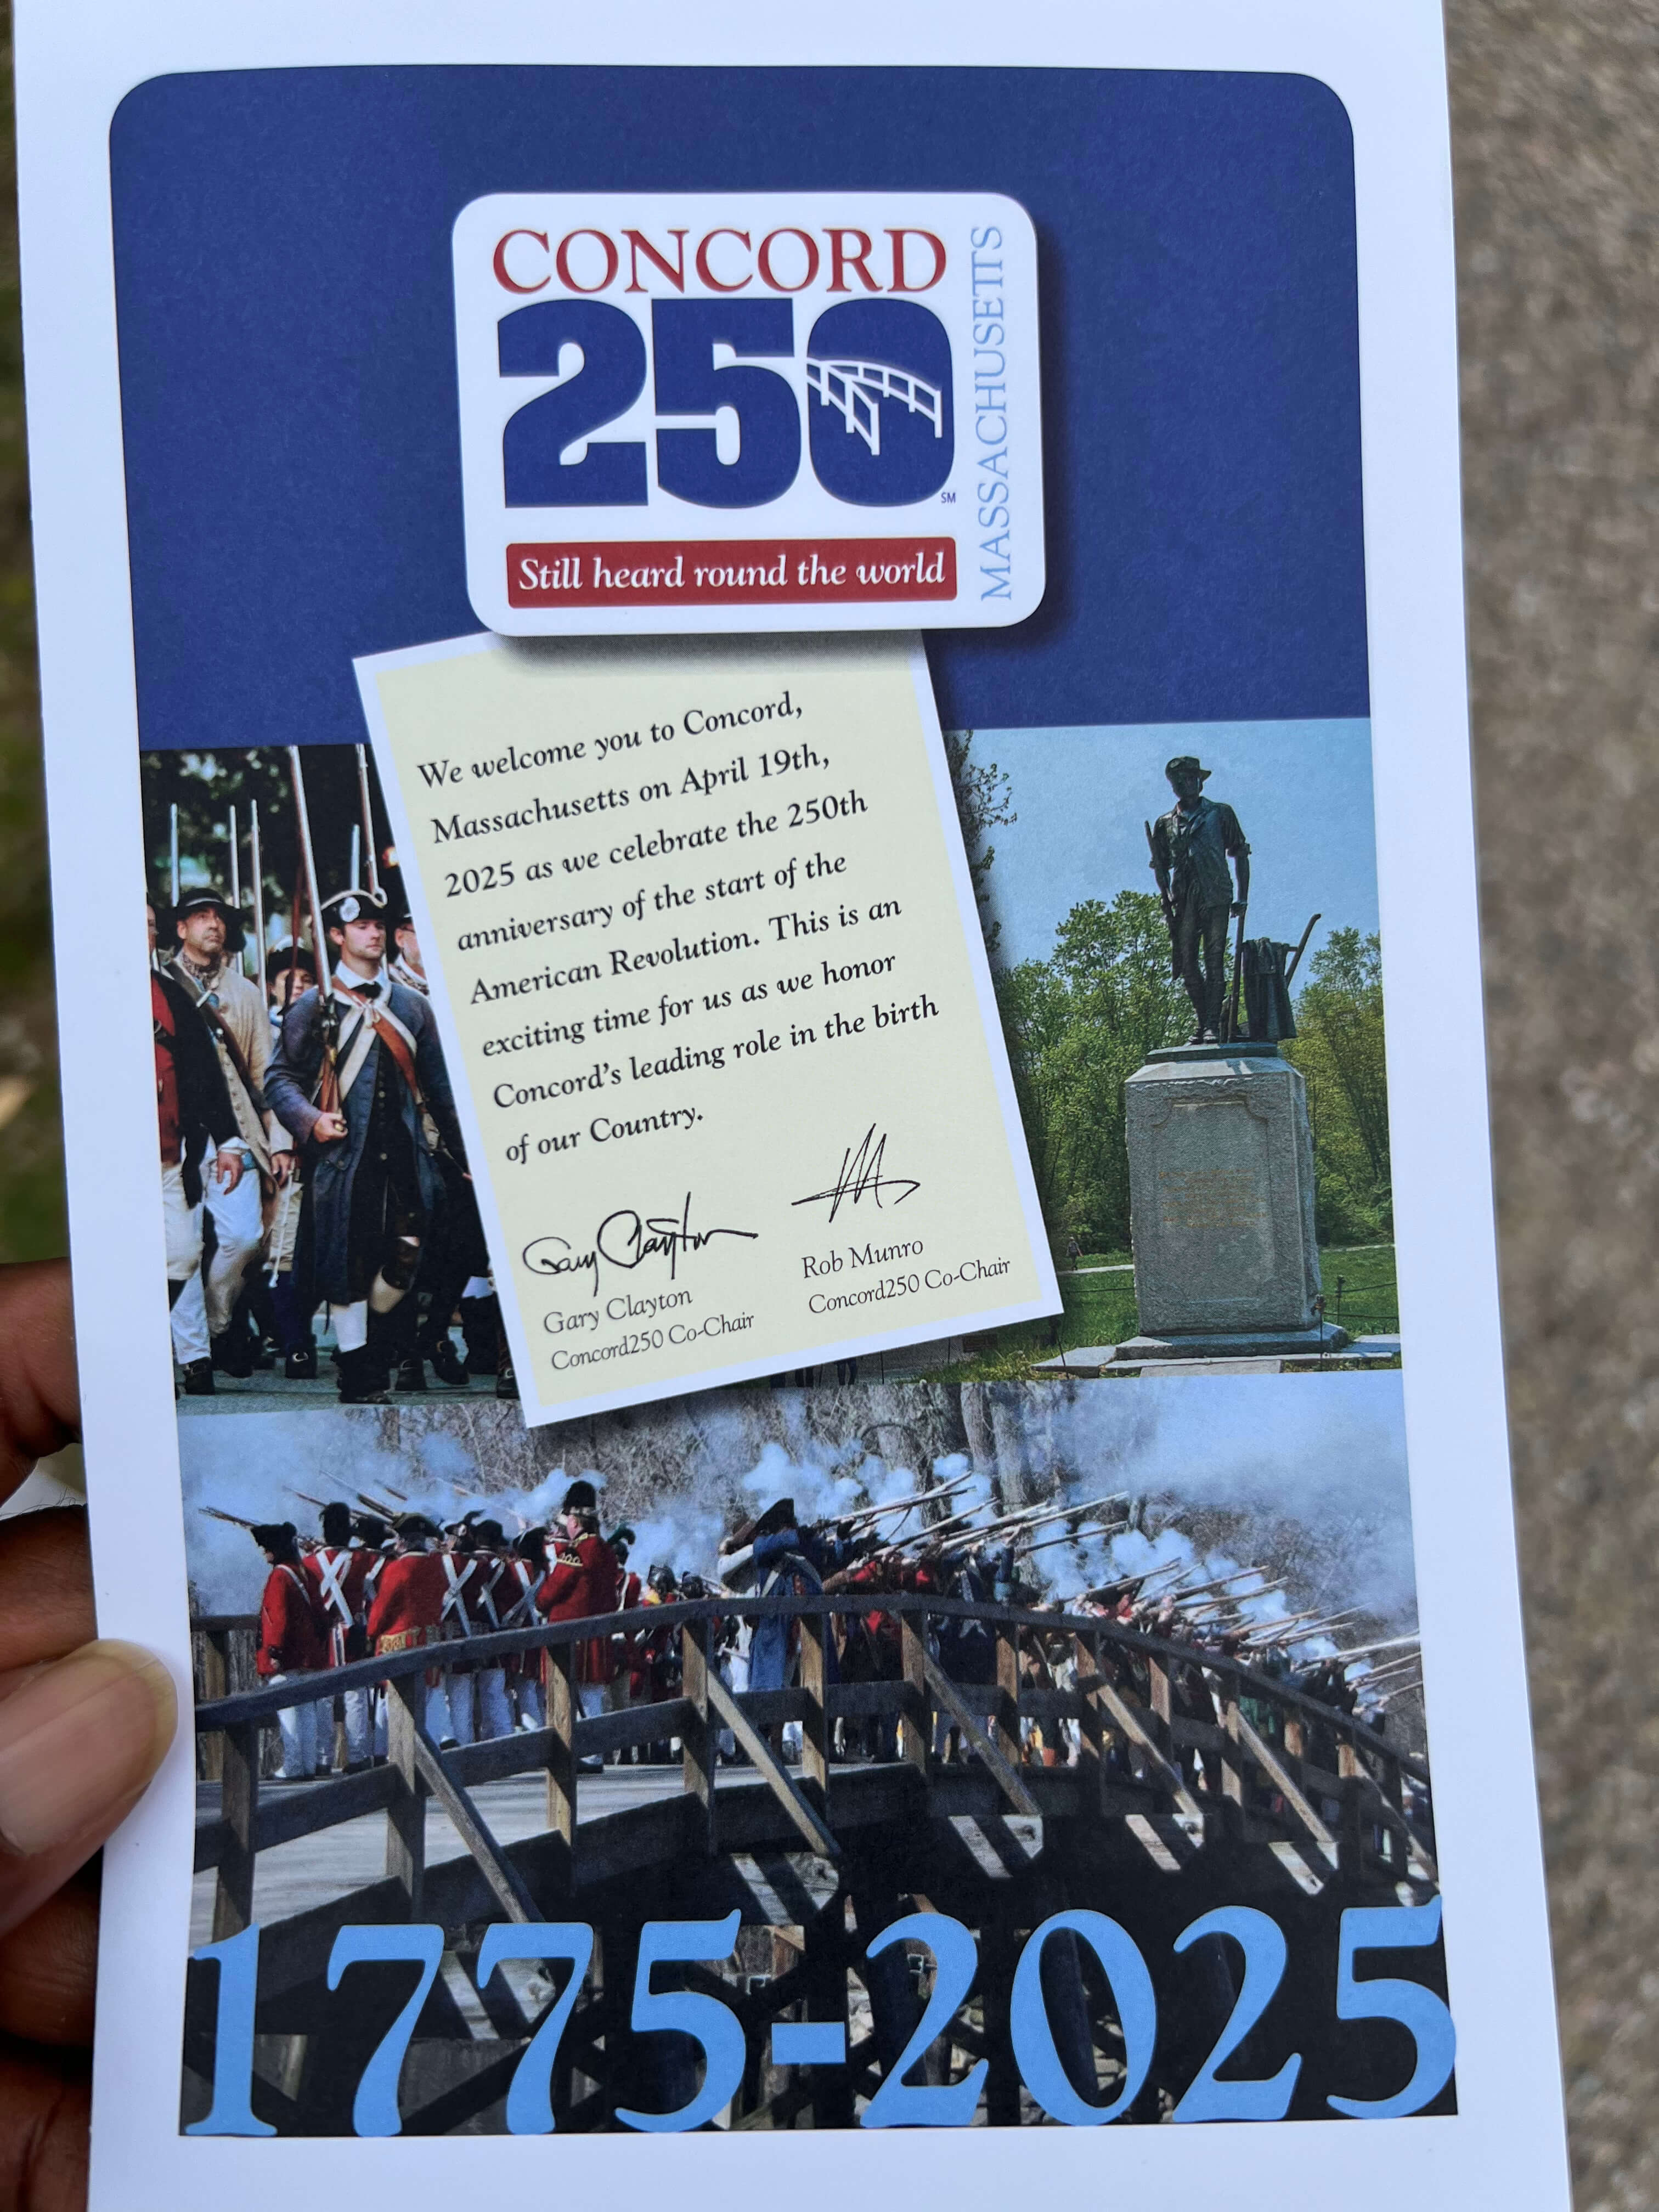 CONCORD
250
SM
MASSACHUSETTS
Still heard round the world
We welcome you to Concord,
Massachusetts on April 19th,
2025 as we celebrate the 250th
anniversary of the start of the
American Revolution. This is an
exciting time for us as we honor
Concord's leading role in the birth
of our Country.
Gary Clayton
Gary Clayton
Concord250 Co-Chair
Rob Munro
Concord250 Co-Chair
1775-2025